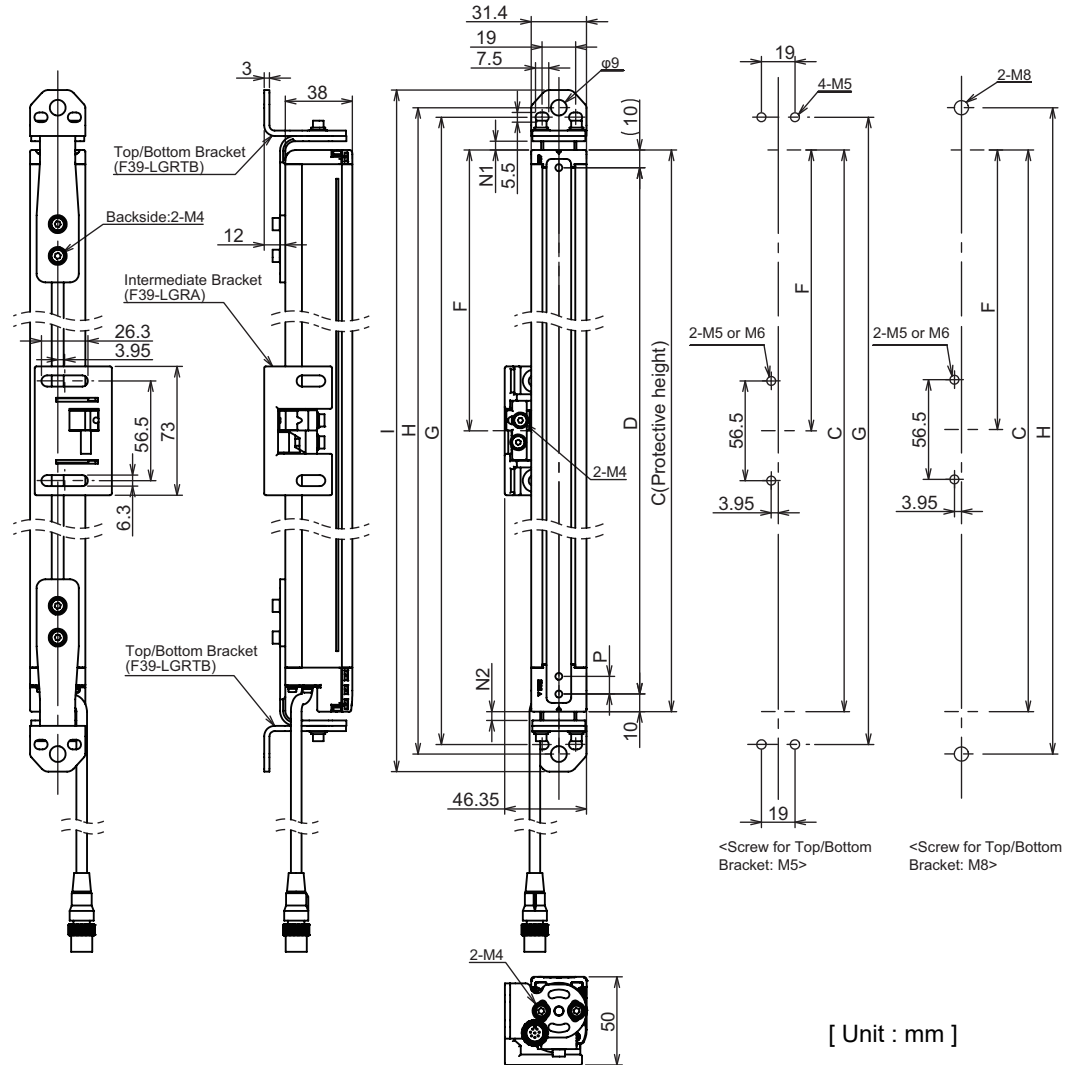 31.4
19
7.5
φ9
3
38
(10)
Top/Bottom Bracket
(F39-LGRTB)
N1
5.5
Backside:2-M4
12
Intermediate Bracket
(F39-LGRA)
26.3
3.95
56.5
73
6.3
F
I
H
G
D
C(Protective height)
2-M4
Top/Bottom Bracket
(F39-LGRTB)
N2
P
10
46.35
19
4-M5
F
2-M5 or M6
56.5
3.95
C
G
19
<Screw for Top/Bottom
Bracket: M5>
2-M8
F
2-M5 or M6
56.5
3.95
C
H
<Screw for Top/Bottom
Bracket: M8>
2-M4
50
[ Unit : mm ]